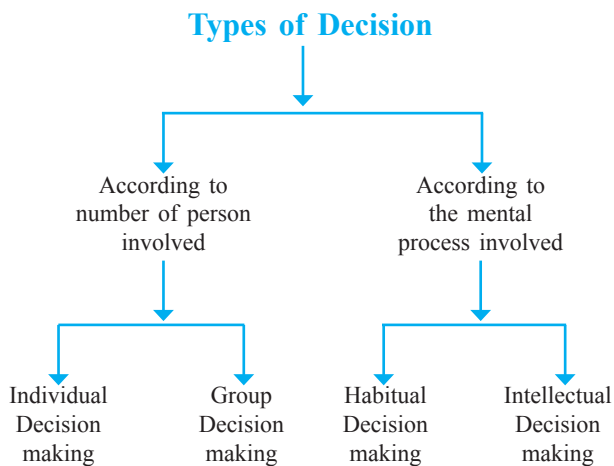 Types of Decision
According to
number of person
involved
According to
the mental
process involved
Individual
Decision
making
Group
Decision
making
Habitual
Decision
making
Intellectual
Decision
making